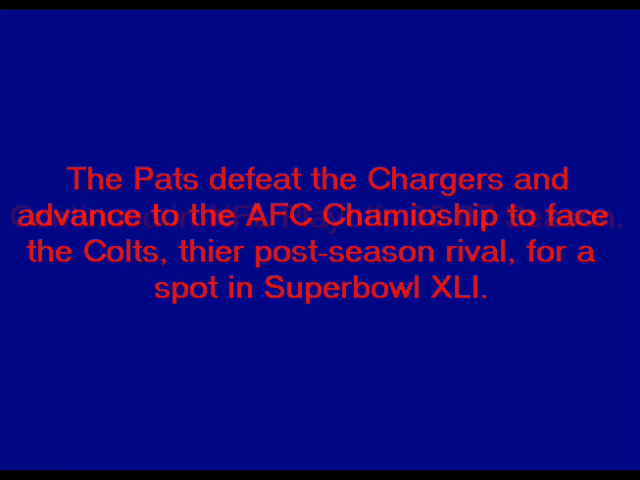 The Pats defeat the Chargers and
advance to the AFC Chamioship to face
the Colts, thier post-season rival, for a
spot in Superbowl XLI.